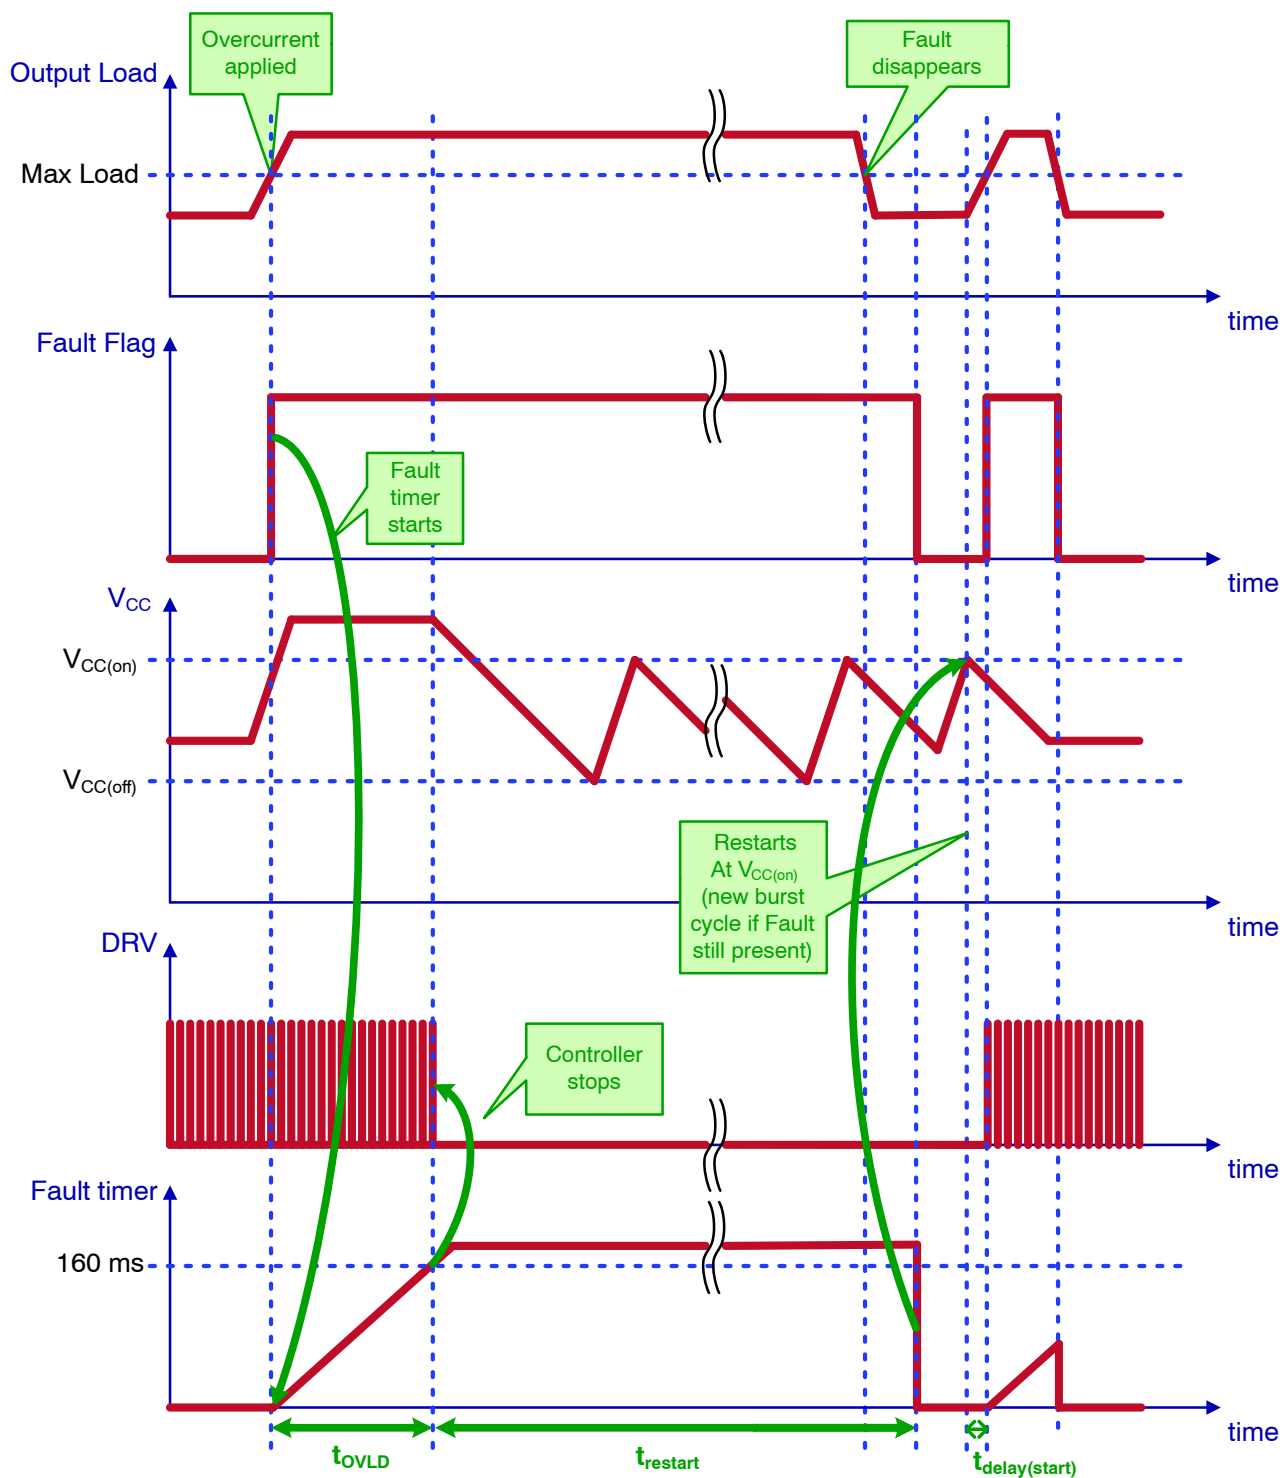 Overcurrent
applied
Fault
disappears
Output Load
Max Load
time
Fault Flag
Fault
timer
starts
time
VCC
VCC(on)
VCC(off)
Restarts
At VCC(on)
(new burst
cycle if Fault
still present)
time
DRV
Controller
stops
time
Fault timer
160 ms
time
tOVLD
trestart
tdelay(start)